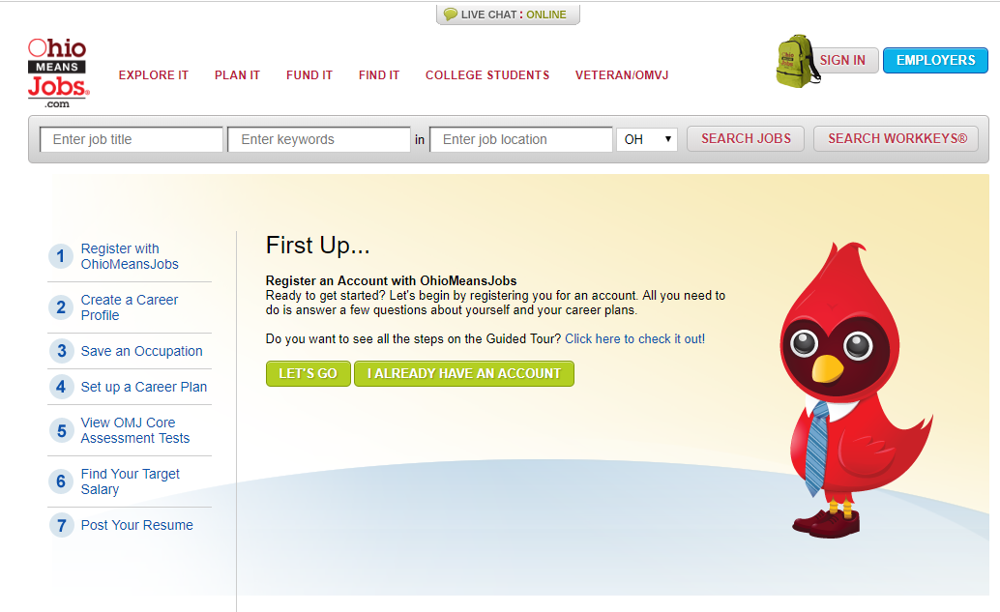 LIVE CHAT : ONLINE
Ohio
MEANS
Jobs®
.com
EXPLORE IT PLAN IT FUND IT FIND IT COLLEGE STUDENTS VETERAN/OMVJ
SIGN IN EMPLOYERS
Enter job title Enter keywords in Enter job location OH SEARCH JOBS SEARCH WORKKEYS®
1 Register with
OhioMeansJobs
2 Create a Career
Profile
3 Save an Occupation
4 Set up a Career Plan
5 View OMJ Core
Assessment Tests
6 Find Your Target
Salary
7 Post Your Resume
First Up...
Register an Account with OhioMeansJobs
Ready to get started? Let's begin by registering you for an account. All you need to
do is answer a few questions about yourself and your career plans.
Do you want to see all the steps on the Guided Tour? Click here to check it out!
LET'S GO I ALREADY HAVE AN ACCOUNT